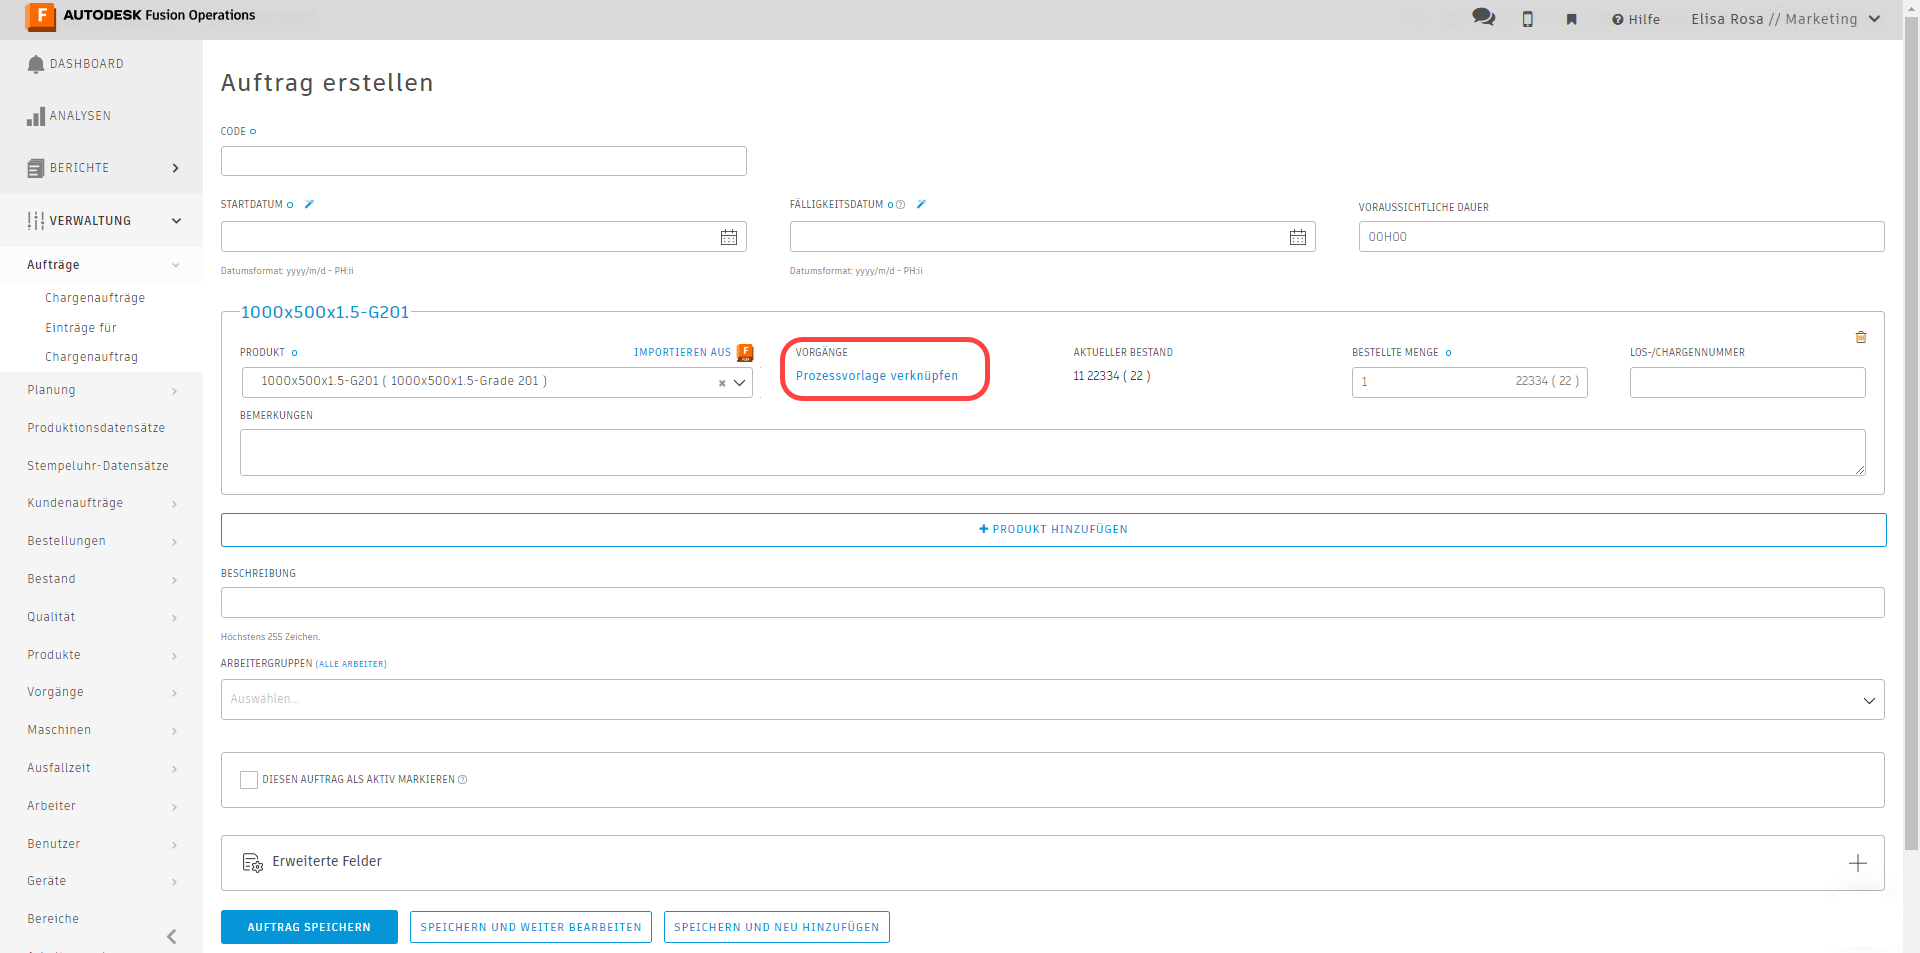 F AUTODESK Fusion Operations
Hilfe Elisa Rosa // Marketing
DASHBOARD
ANALYSEN
BERICHTE
VERWALTUNG
Aufträge
Chargenaufträge
Einträge für
Chargenauftrag
Planung
Produktionsdatensätze
Stempeluhr-Datensätze
Kundenaufträge
Bestellungen
Bestand
Qualität
Produkte
Vorgänge
Maschinen
Ausfallzeit
Arbeiter
Benutzer
Geräte
Bereiche
Auftrag erstellen
CODE
STARTDATUM
Datumsformat: yyyy/m/d - PH:ii
FÄLLIGKEITSDATUM
Datumsformat: yyyy/m/d - PH:ii
VORAUSSICHTLICHE DAUER
00H00
1000x500x1.5-G201
PRODUKT IMPORTIEREN AUS F
1000x500x1.5-G201 ( 1000x500x1.5-Grade 201 )
VORGÄNGE
Prozessvorlage verknüpfen
AKTUELLER BESTAND
11 22334 ( 22 )
BESTELLTE MENGE
1 22334 ( 22 )
LOS-/CHARGENNUMMER
BEMERKUNGEN
+ PRODUKT HINZUFÜGEN
BESCHREIBUNG
Höchstens 255 Zeichen.
ARBEITERGRUPPEN (ALLE ARBEITER)
Auswählen...
DIESEN AUFTRAG ALS AKTIV MARKIEREN
Erweiterte Felder
AUFTRAG SPEICHERN SPEICHERN UND WEITER BEARBEITEN SPEICHERN UND NEU HINZUFÜGEN